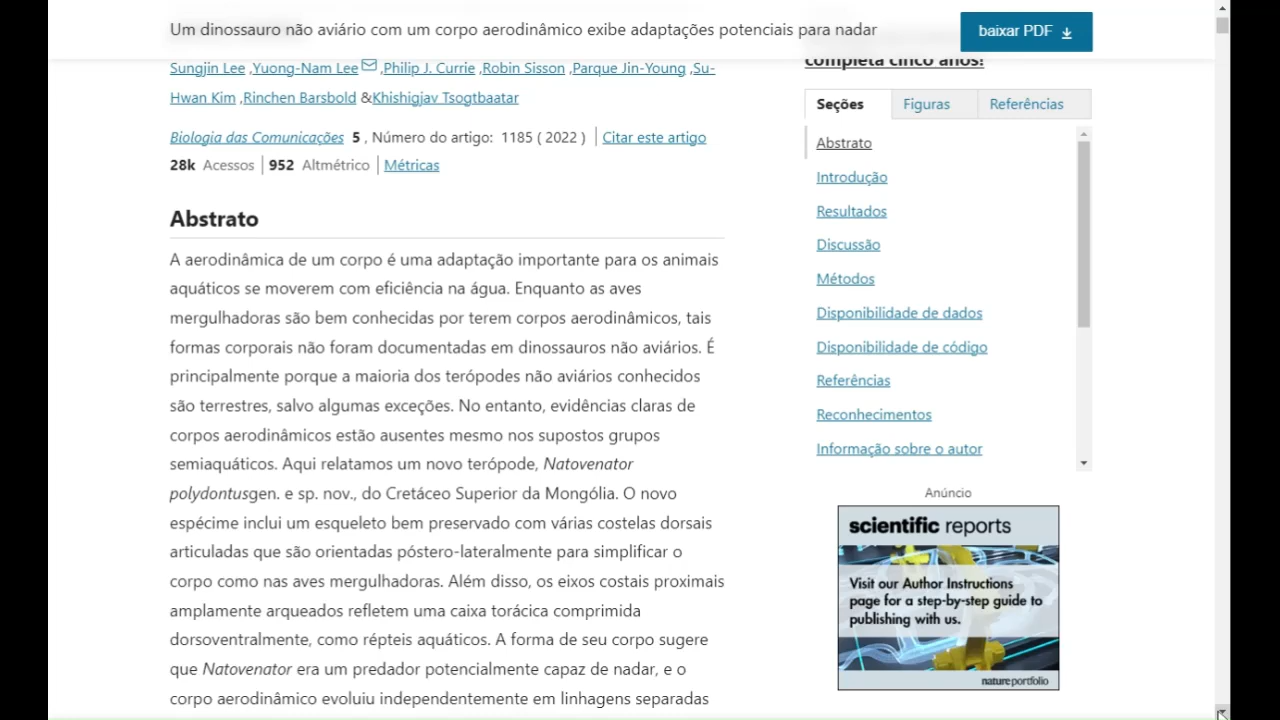 Um dinossauro não aviário com um corpo aerodinâmico exibe adaptações potenciais para nadar
baixar PDF
Sungjin Lee ,Yuong-Nam Lee ,Philip J. Currie ,Robin Sisson ,Parque Jin-Young ,Su-
Hwan Kim ,Rinchen Barsbold &Khishigjav Tsogtbaatar
Biologia das Comunicações 5 , Número do artigo: 1185 ( 2022 ) | Citar este artigo
28k Acessos | 952 Altmétrico | Métricas
Abstrato
A aerodinâmica de um corpo é uma adaptação importante para os animais
aquáticos se moverem com eficiência na água. Enquanto as aves
mergulhadoras são bem conhecidas por terem corpos aerodinâmicos, tais
formas corporais não foram documentadas em dinossauros não aviários. É
principalmente porque a maioria dos terópodes não aviários conhecidos
são terrestres, salvo algumas exceções. No entanto, evidências claras de
corpos aerodinâmicos estão ausentes mesmo nos supostos grupos
semiaquáticos. Aqui relatamos um novo terópode, Natovenator
polydontusgen. e sp. nov., do Cretáceo Superior da Mongólia. O novo
espécime inclui um esqueleto bem preservado com várias costelas dorsais
articuladas que são orientadas póstero-lateralmente para simplificar o
corpo como nas aves mergulhadoras. Além disso, os eixos costais proximais
amplamente arqueados refletem uma caixa torácica comprimida
dorsoventralmente, como répteis aquáticos. A forma de seu corpo sugere
que Natovenator era um predador potencialmente capaz de nadar, e o
corpo aerodinâmico evoluiu independentemente em linhagens separadas
completa cinco anos!
Seções
Figuras
Referências
Abstrato
Introdução
Resultados
Discussão
Métodos
Disponibilidade de dados
Disponibilidade de código
Referências
Reconhecimentos
Informação sobre o autor
Anúncio
scientific reports
Visit our Author Instructions
page for a step-by-step guide to
publishing with us.
natureportfolio